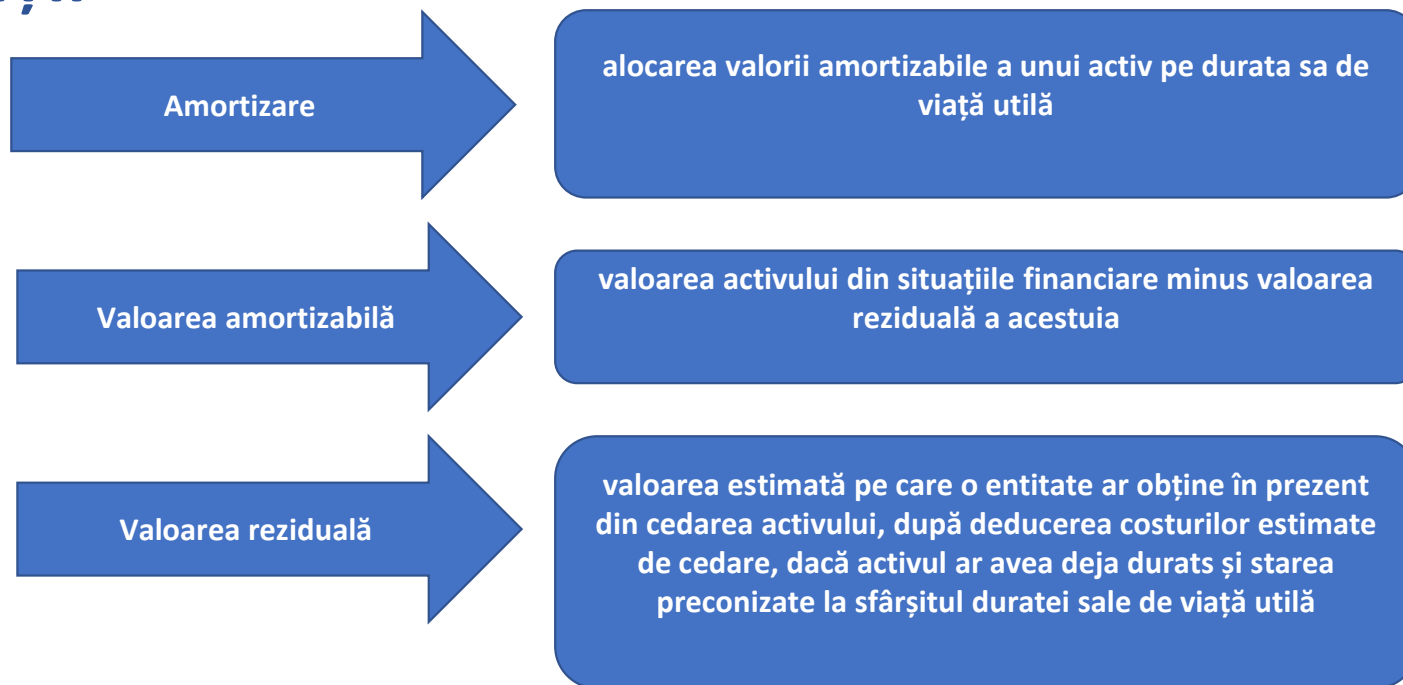 Amortizare
alocarea valorii amortizabile a unui activ pe durata sa de
viață utilă
Valoarea amortizabilă
valoarea activului din situațiile financiare minus valoarea
reziduală a acestuia
Valoarea reziduală
valoarea estimată pe care o entitate ar obține în prezent
din cedarea activului, după deducerea costurilor estimate
de cedare, dacă activul ar avea deja durats și starea
preconizate la sfârșitul duratei sale de viață utilă